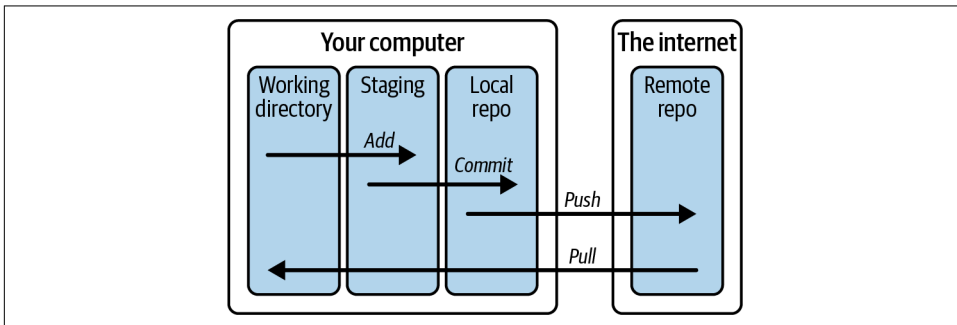 Your computer
The internet
Working
directory
Staging
Local
repo
Remote
repo
Add
Commit
Push
Pull